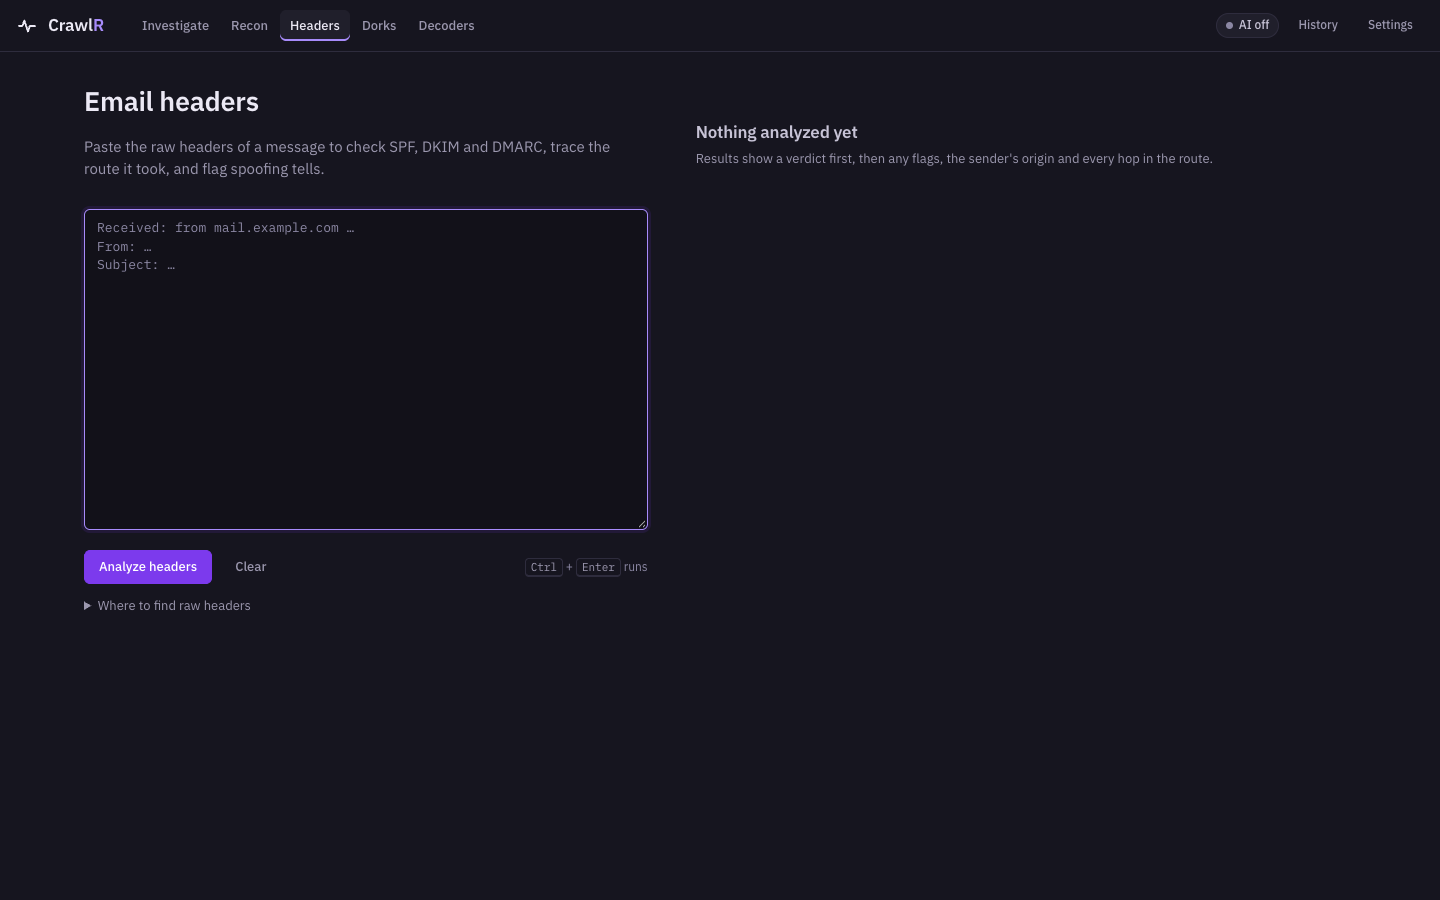 CrawlR
Investigate
Recon
Headers
Dorks
Decoders
AI off
History
Settings
Email headers
Paste the raw headers of a message to check SPF, DKIM and DMARC, trace the
route it took, and flag spoofing tells.
Received: from mail.example.com …
From: …
Subject: …
Analyze headers
Clear
Ctrl + Enter runs
Where to find raw headers
Nothing analyzed yet
Results show a verdict first, then any flags, the sender's origin and every hop in the route.